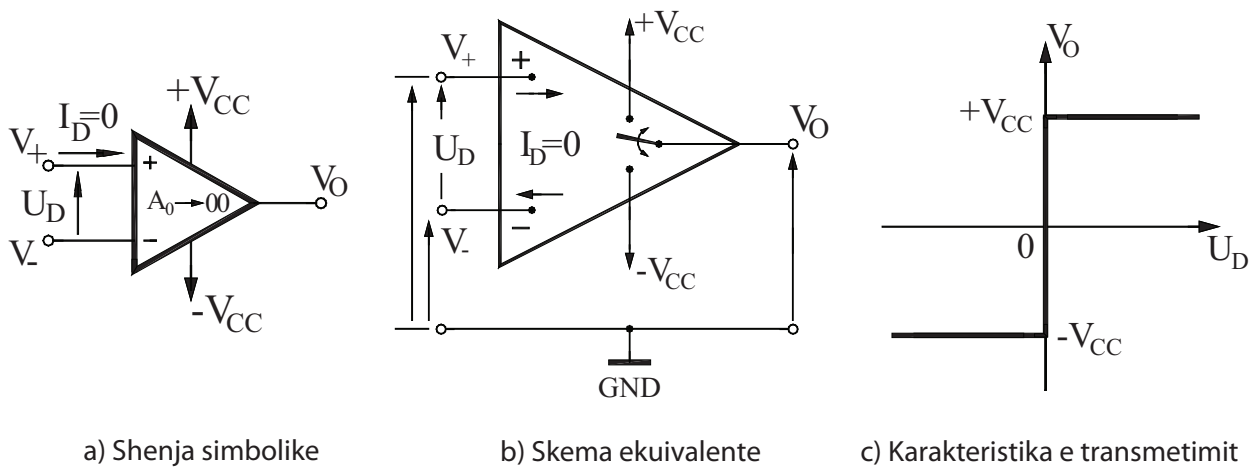 +V_CC
I_D=0
V_+
+
U_D
A_0→00
V_O
V_-
-
-V_CC
a) Shenja simbolike
+V_CC
V_+
+
U_D
I_D=0
V_O
V_-
-
-V_CC
GND
b) Skema ekuivalente
V_O
+V_CC
0
U_D
-V_CC
c) Karakteristika e transmetimit